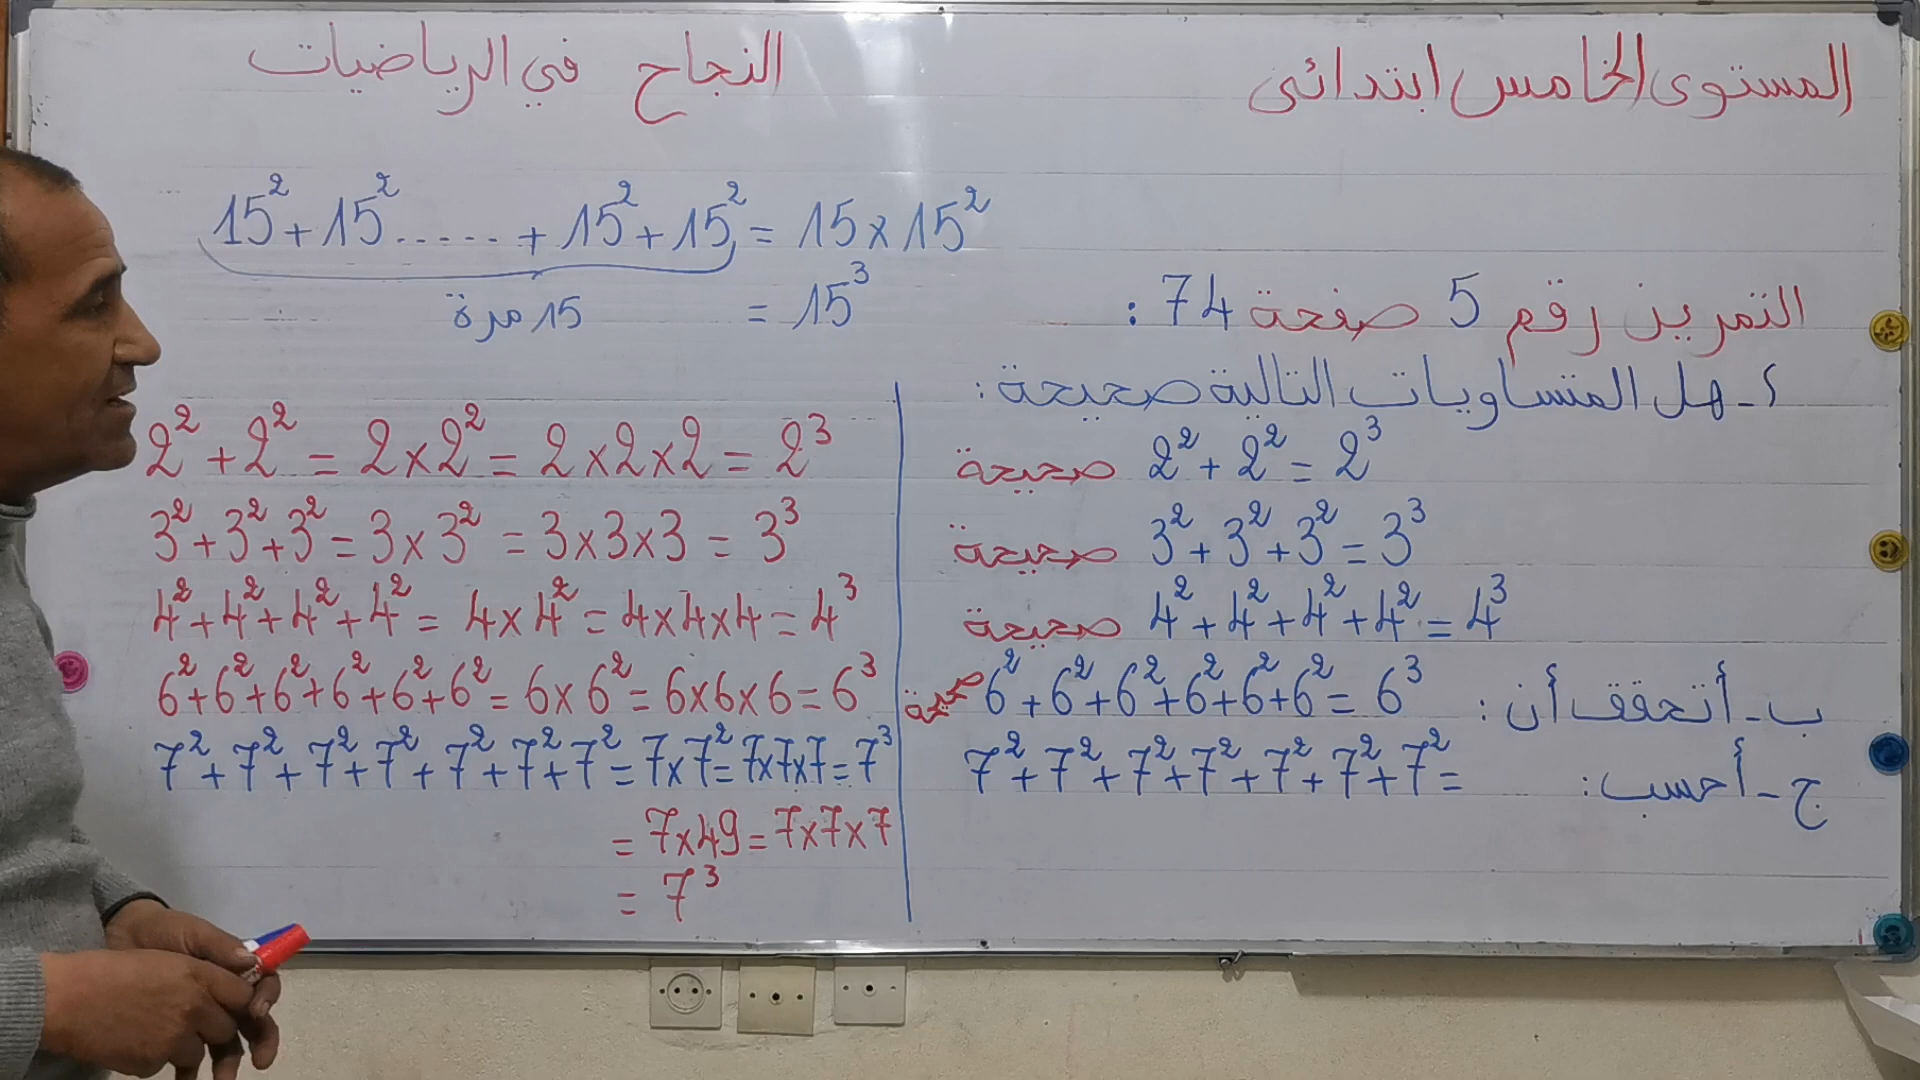 المستوى الخامس ابتدائي
النجاح في الرياضيات
15² + 15² ..... + 15² + 15² = 15 × 15²
15 مرة
= 15³
التمرين رقم 5 صفحة 74 :
أ - هل المتساويات التالية صحيحة :
2² + 2² = 2³ صحيحة
3² + 3² + 3² = 3³ صحيحة
4² + 4² + 4² + 4² = 4³ صحيحة
ب - أتحقق أن : 6² + 6² + 6² + 6² + 6² + 6² = 6³ صحيحة
ج - أحسب : 7² + 7² + 7² + 7² + 7² + 7² + 7² =
2² + 2² = 2 × 2² = 2 × 2 × 2 = 2³
3² + 3² + 3² = 3 × 3² = 3 × 3 × 3 = 3³
4² + 4² + 4² + 4² = 4 × 4² = 4 × 4 × 4 = 4³
6² + 6² + 6² + 6² + 6² + 6² = 6 × 6² = 6 × 6 × 6 = 6³
7² + 7² + 7² + 7² + 7² + 7² + 7² = 7 × 7² = 7 × 7 × 7 = 7³
= 7 × 49 = 7 × 7 × 7
= 7³